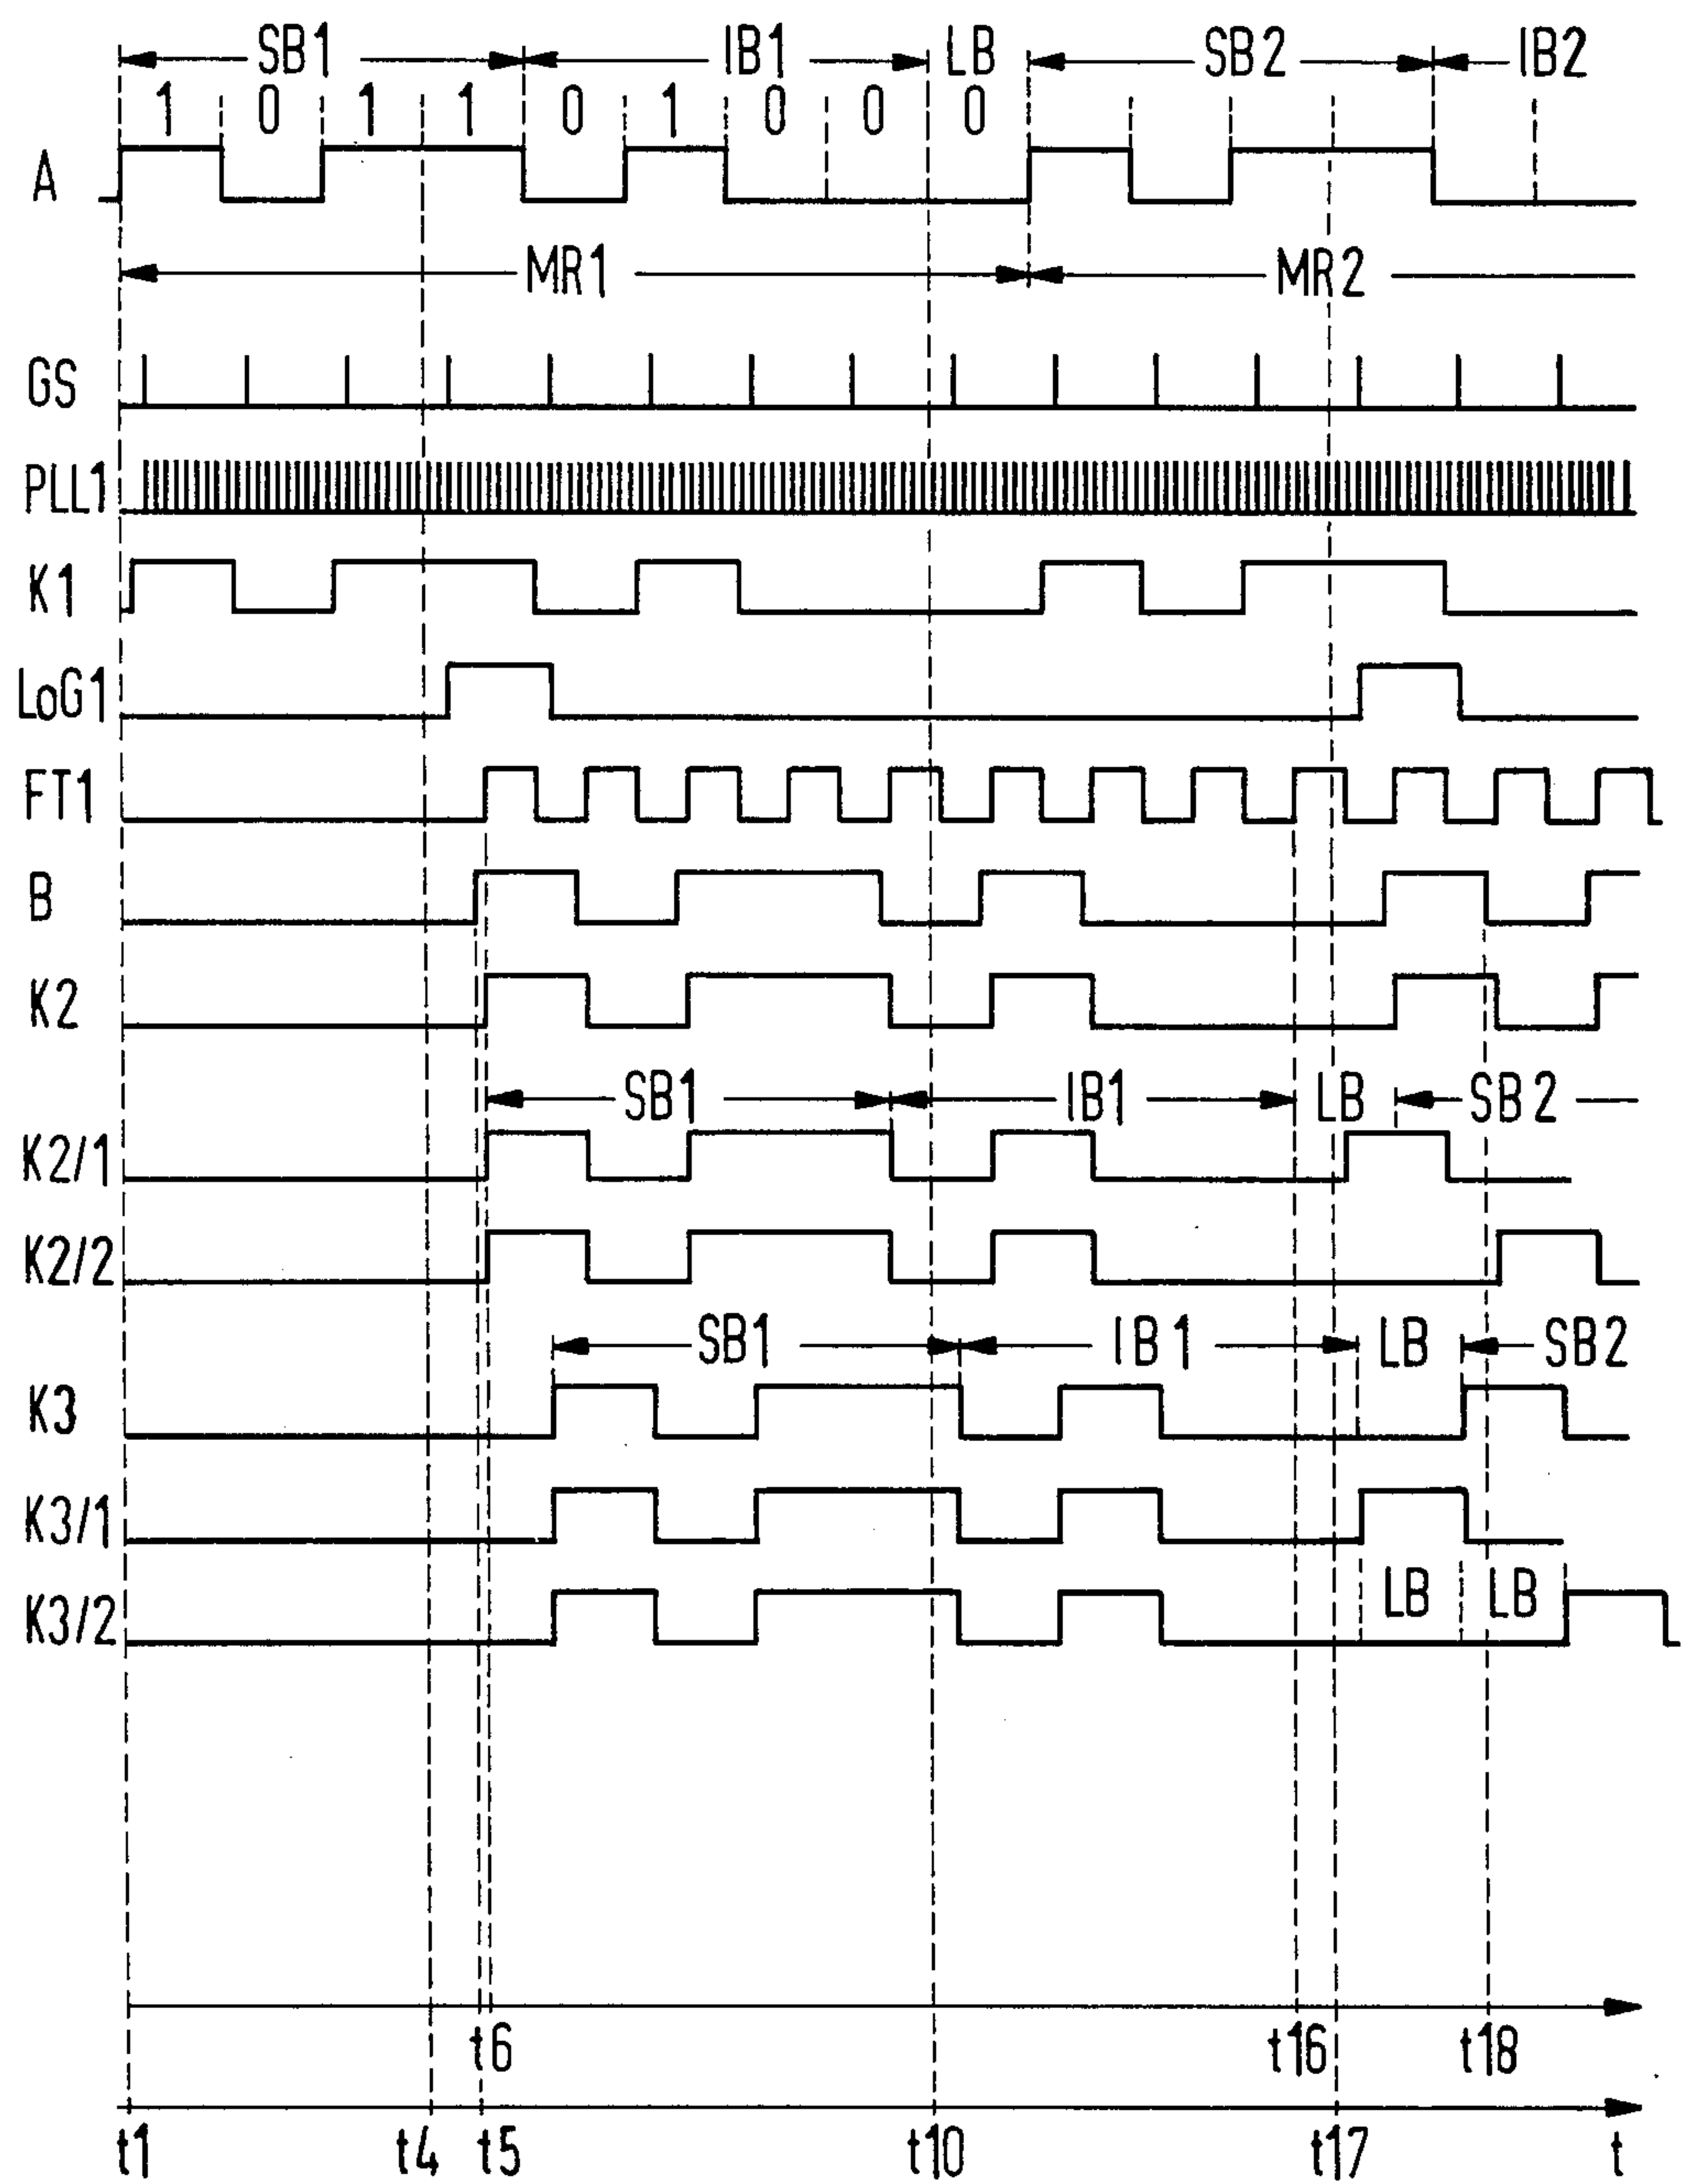 SB1 IB1 LB SB2 IB2
1 0 1 1 0 1 0 0 0
A
MR1 MR2
GS
PLL1
K1
LoG1
FT1
B
K2
SB1 IB1 LB SB2
K2/1
K2/2
SB1 IB1 LB SB2
K3
K3/1
LB LB
K3/2
t6 t16 t18
t1 t4 t5 t10 t17 t